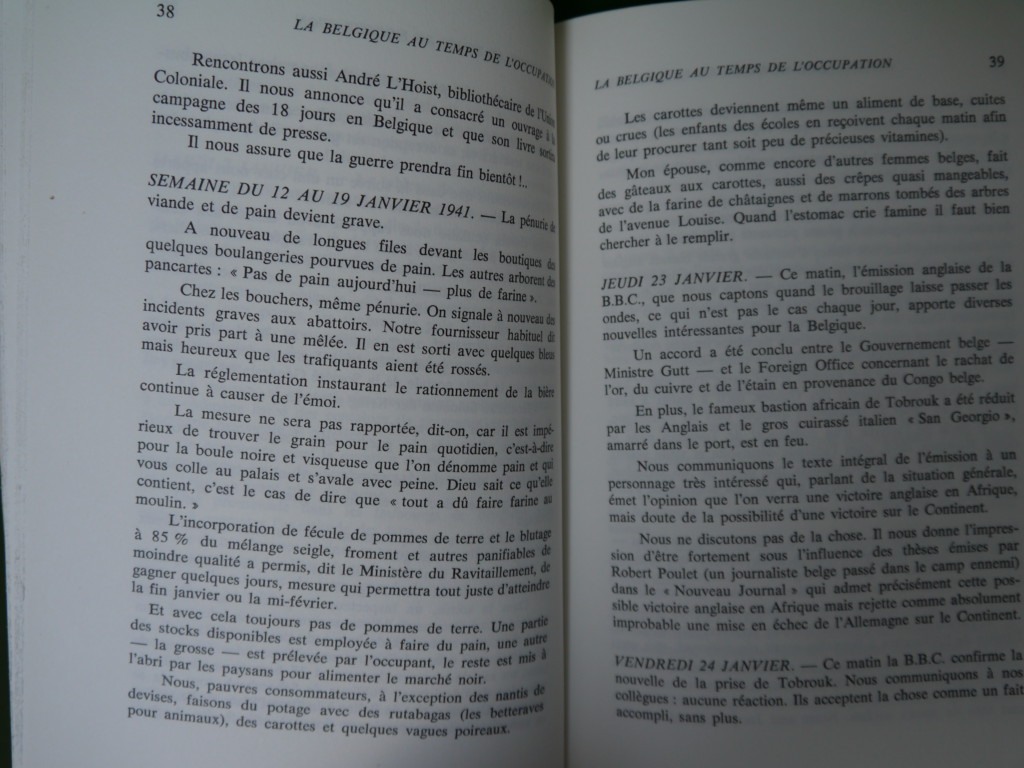 38
LA BELGIQUE AU TEMPS DE L'OCCUPATION
Rencontrons aussi André L'Hoist, bibliothécaire de l'Union
Coloniale. Il nous annonce qu'il a consacré un ouvrage à la
campagne des 18 jours en Belgique et que son livre sortira
incessamment de presse.
Il nous assure que la guerre prendra fin bientôt !..
SEMAINE DU 12 AU 19 JANVIER 1941. — La pénurie de
viande et de pain devient grave.
A nouveau de longues files devant les boutiques des
quelques boulangeries pourvues de pain. Les autres arborent des
pancartes : « Pas de pain aujourd'hui — plus de farine ».
Chez les bouchers, même pénurie. On signale à nouveau des
incidents graves aux abattoirs. Notre fournisseur habituel dit
avoir pris part à une mêlée. Il en est sorti avec quelques bleus
mais heureux que les trafiquants aient été rossés.
La réglementation instaurant le rationnement de la bière
continue à causer de l'émoi.
La mesure ne sera pas rapportée, dit-on, car il est impé-
rieux de trouver le grain pour le pain quotidien, c'est-à-dire
pour la boule noire et visqueuse que l'on dénomme pain et qui
vous colle au palais et s'avale avec peine. Dieu sait ce qu'elle
contient, c'est le cas de dire que « tout a dû faire farine au
moulin. »
L'incorporation de fécule de pommes de terre et le blutage
à 85 % du mélange seigle, froment et autres panifiables de
moindre qualité a permis, dit le Ministère du Ravitaillement, de
gagner quelques jours, mesure qui permettra tout juste d'atteindre
la fin janvier ou la mi-février.
Et avec cela toujours pas de pommes de terre. Une partie
des stocks disponibles est employée à faire du pain, une autre
— la grosse — est prélevée par l'occupant, le reste est mis à
l'abri par les paysans pour alimenter le marché noir.
Nous, pauvres consommateurs, à l'exception des nantis de
devises, faisons du potage avec des rutabagas (les betteraves
pour animaux), des carottes et quelques vagues poireaux.
LA BELGIQUE AU TEMPS DE L'OCCUPATION
39
Les carottes deviennent même un aliment de base, cuites
ou crues (les enfants des écoles en reçoivent chaque matin afin
de leur procurer tant soit peu de précieuses vitamines).
Mon épouse, comme encore d'autres femmes belges, fait
des gâteaux aux carottes, aussi des crêpes quasi mangeables,
avec de la farine de châtaignes et de marrons tombés des arbres
de l'avenue Louise. Quand l'estomac crie famine il faut bien
chercher à le remplir.
JEUDI 23 JANVIER. — Ce matin, l'émission anglaise de la
B.B.C., que nous captons quand le brouillage laisse passer les
ondes, ce qui n'est pas le cas chaque jour, apporte diverses
nouvelles intéressantes pour la Belgique.
Un accord a été conclu entre le Gouvernement belge —
Ministre Gutt — et le Foreign Office concernant le rachat de
l'or, du cuivre et de l'étain en provenance du Congo belge.
En plus, le fameux bastion africain de Tobrouk a été réduit
par les Anglais et le gros cuirassé italien « San Georgio »,
amarré dans le port, est en feu.
Nous communiquons le texte intégral de l'émission à un
personnage très intéressé qui, parlant de la situation générale,
émet l'opinion que l'on verra une victoire anglaise en Afrique,
mais doute de la possibilité d'une victoire sur le Continent.
Nous ne discutons pas de la chose. Il nous donne l'impres-
sion d'être fortement sous l'influence des thèses émises par
Robert Poulet (un journaliste belge passé dans le camp ennemi)
dans le « Nouveau Journal » qui admet précisément cette pos-
sible victoire anglaise en Afrique mais rejette comme absolument
improbable une mise en échec de l'Allemagne sur le Continent.
VENDREDI 24 JANVIER. — Ce matin la B.B.C. confirme la
nouvelle de la prise de Tobrouk. Nous communiquons à nos
collègues : aucune réaction. Ils acceptent la chose comme un fait
accompli, sans plus.